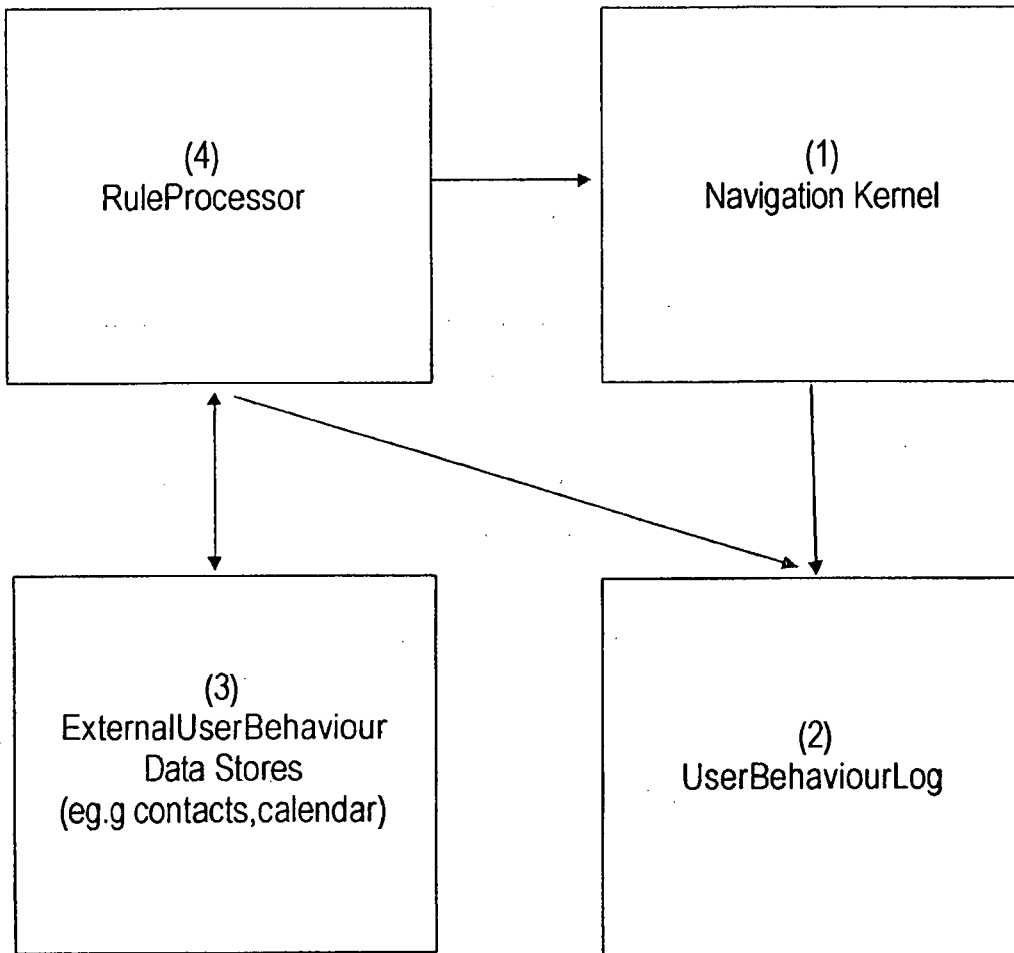 (4)
RuleProcessor
(1)
Navigation Kernel
(3)
ExternalUserBehaviour
Data Stores
(eg.g contacts,calendar)
(2)
UserBehaviourLog